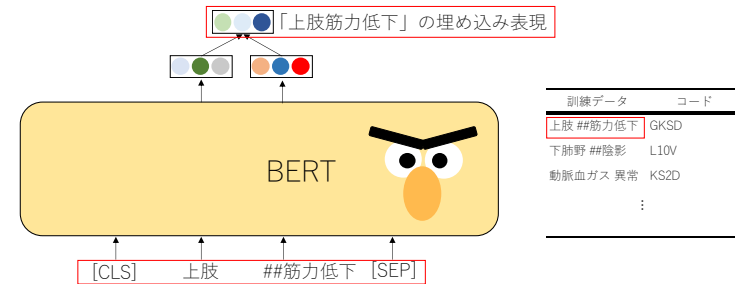 「上肢筋力低下」の埋め込み表現
BERT
[CLS] 上肢 ##筋力低下 [SEP]
訓練データ コード
上肢 ##筋力低下 GKSD
下肺野 ##陰影 L10V
動脈血ガス 異常 KS2D
⋮